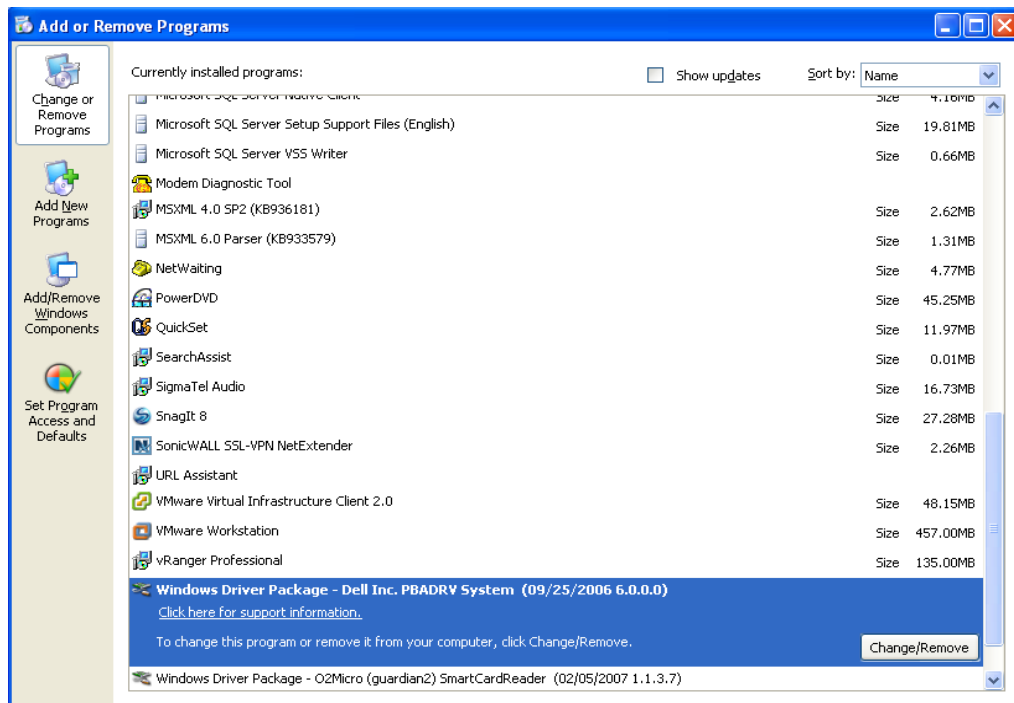 Add or Remove Programs
Change or
Remove
Programs
Add New
Programs
Add/Remove
Windows
Components
Set Program
Access and
Defaults
Currently installed programs:
Show updates
Sort by: Name
Microsoft SQL Server Native Client Size 4.16MB
Microsoft SQL Server Setup Support Files (English) Size 19.81MB
Microsoft SQL Server VSS Writer Size 0.66MB
Modem Diagnostic Tool
MSXML 4.0 SP2 (KB936181) Size 2.62MB
MSXML 6.0 Parser (KB933579) Size 1.31MB
NetWaiting Size 4.77MB
PowerDVD Size 45.25MB
QuickSet Size 11.97MB
SearchAssist Size 0.01MB
SigmaTel Audio Size 16.73MB
SnagIt 8 Size 27.28MB
SonicWALL SSL-VPN NetExtender Size 2.26MB
URL Assistant
VMware Virtual Infrastructure Client 2.0 Size 48.15MB
VMware Workstation Size 457.00MB
vRanger Professional Size 135.00MB
Windows Driver Package - Dell Inc. PBADRV System (09/25/2006 6.0.0.0)
Click here for support information.
To change this program or remove it from your computer, click Change/Remove.
Change/Remove
Windows Driver Package - O2Micro (guardian2) SmartCardReader (02/05/2007 1.1.3.7)